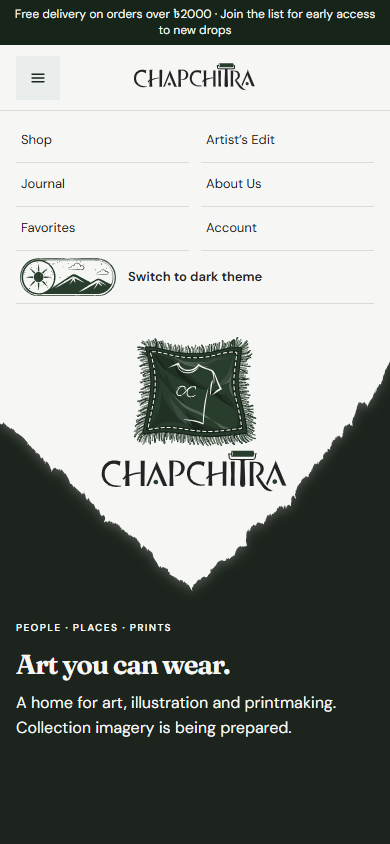 Free delivery on orders over ৳2000 · Join the list for early access
to new drops
CHAPCHITRA
Shop
Artist’s Edit
Journal
About Us
Favorites
Account
Switch to dark theme
CHAPCHITRA
PEOPLE · PLACES · PRINTS
Art you can wear.
A home for art, illustration and printmaking.
Collection imagery is being prepared.